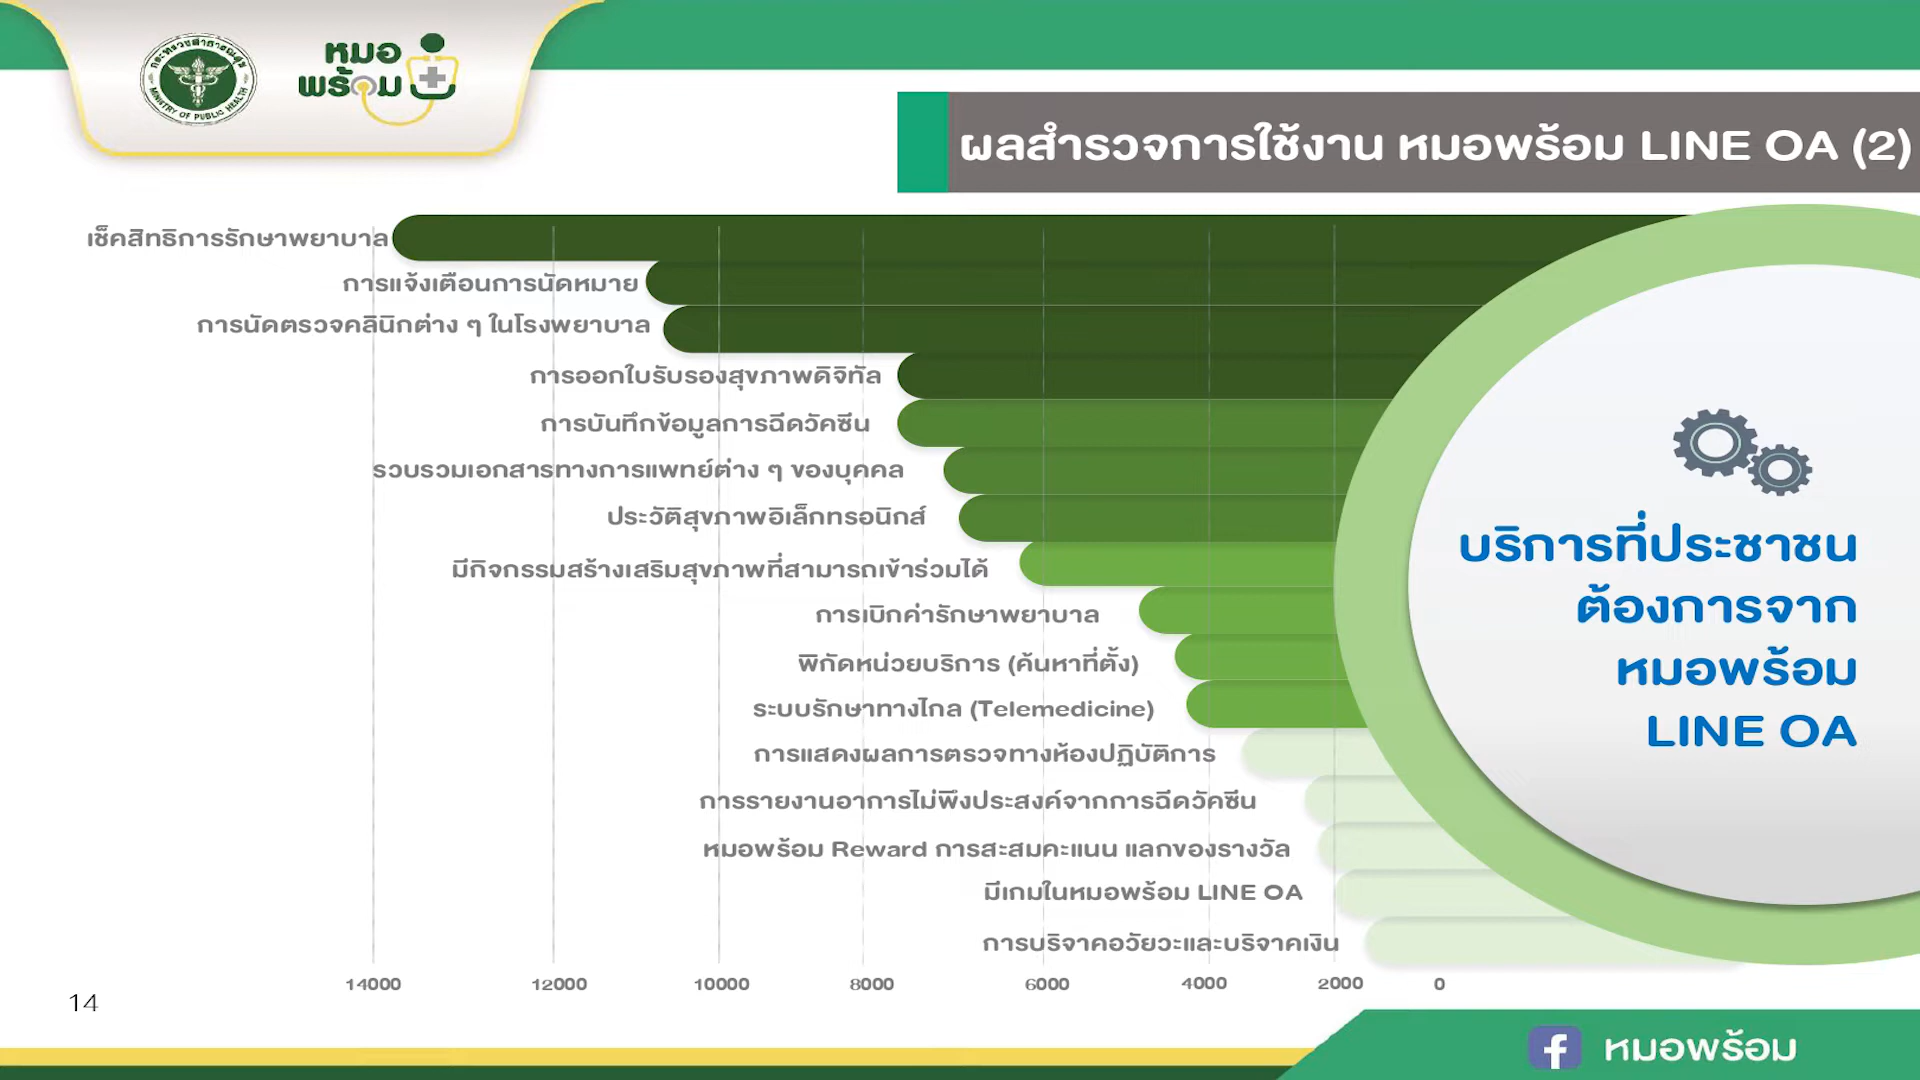 กระทรวงสาธารณสุข
MINISTRY OF PUBLIC HEALTH
หมอ
พร้อม
ผลสำรวจการใช้งาน หมอพร้อม LINE OA (2)
เช็คสิทธิการรักษาพยาบาล
การแจ้งเตือนการนัดหมาย
การนัดตรวจคลินิกต่าง ๆ ในโรงพยาบาล
การออกใบรับรองสุขภาพดิจิทัล
การบันทึกข้อมูลการฉีดวัคซีน
รวบรวมเอกสารทางการแพทย์ต่าง ๆ ของบุคคล
ประวัติสุขภาพอิเล็กทรอนิกส์
มีกิจกรรมสร้างเสริมสุขภาพที่สามารถเข้าร่วมได้
การเบิกค่ารักษาพยาบาล
พิกัดหน่วยบริการ (ค้นหาที่ตั้ง)
ระบบรักษาทางไกล (Telemedicine)
การแสดงผลการตรวจทางห้องปฏิบัติการ
การรายงานอาการไม่พึงประสงค์จากการฉีดวัคซีน
หมอพร้อม Reward การสะสมคะแนน แลกของรางวัล
มีเกมในหมอพร้อม LINE OA
การบริจาคอวัยวะและบริจาคเงิน
14000 12000 10000 8000 6000 4000 2000 0
บริการที่ประชาชน
ต้องการจาก
หมอพร้อม
LINE OA
14
หมอพร้อม